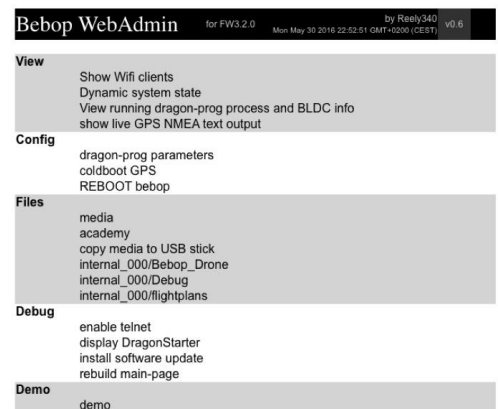 Bebop WebAdmin for FW3.2.0 by Reely340 v0.6
Mon May 30 2016 22:52:51 GMT+0200 (CEST)
View
Show Wifi clients
Dynamic system state
View running dragon-prog process and BLDC info
show live GPS NMEA text output
Config
dragon-prog parameters
coldboot GPS
REBOOT bebop
Files
media
academy
copy media to USB stick
internal_000/Bebop_Drone
internal_000/Debug
internal_000/flightplans
Debug
enable telnet
display DragonStarter
install software update
rebuild main-page
Demo
demo